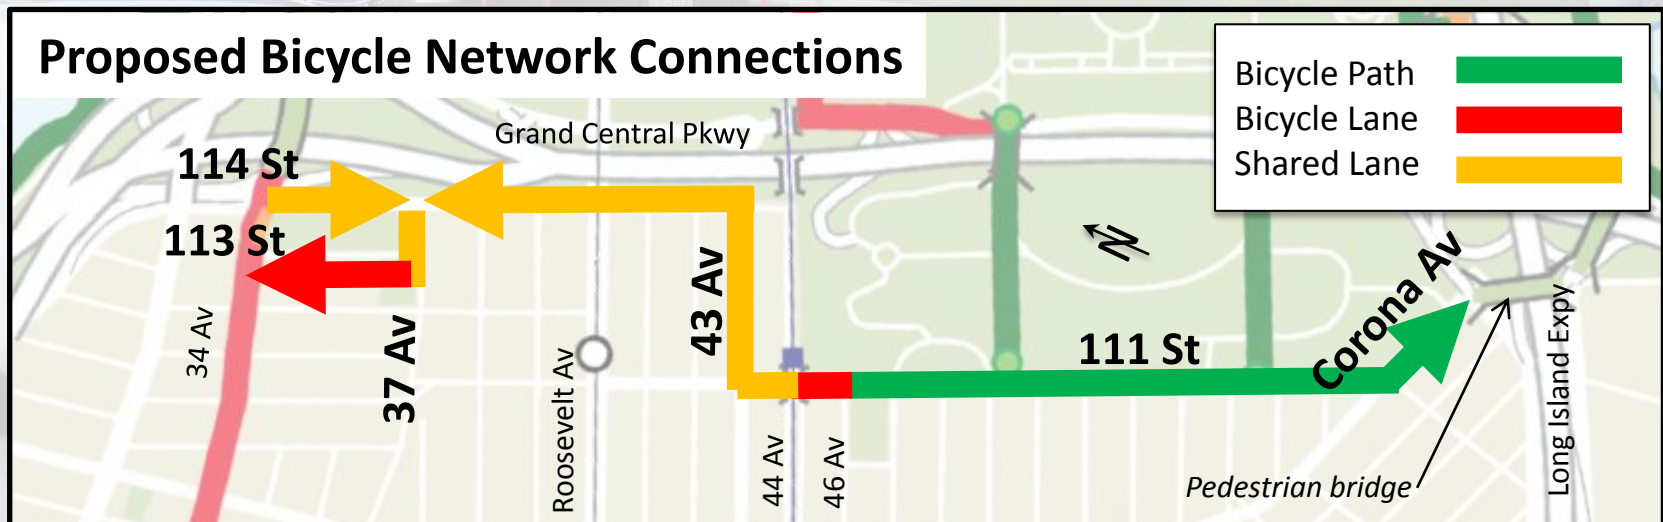 Proposed Bicycle Network Connections
Bicycle Path
Bicycle Lane
Shared Lane
Grand Central Pkwy
114 St
113 St
34 Av
37 Av
Roosevelt Av
43 Av
44 Av
46 Av
N
111 St
Corona Av
Long Island Expy
Pedestrian bridge